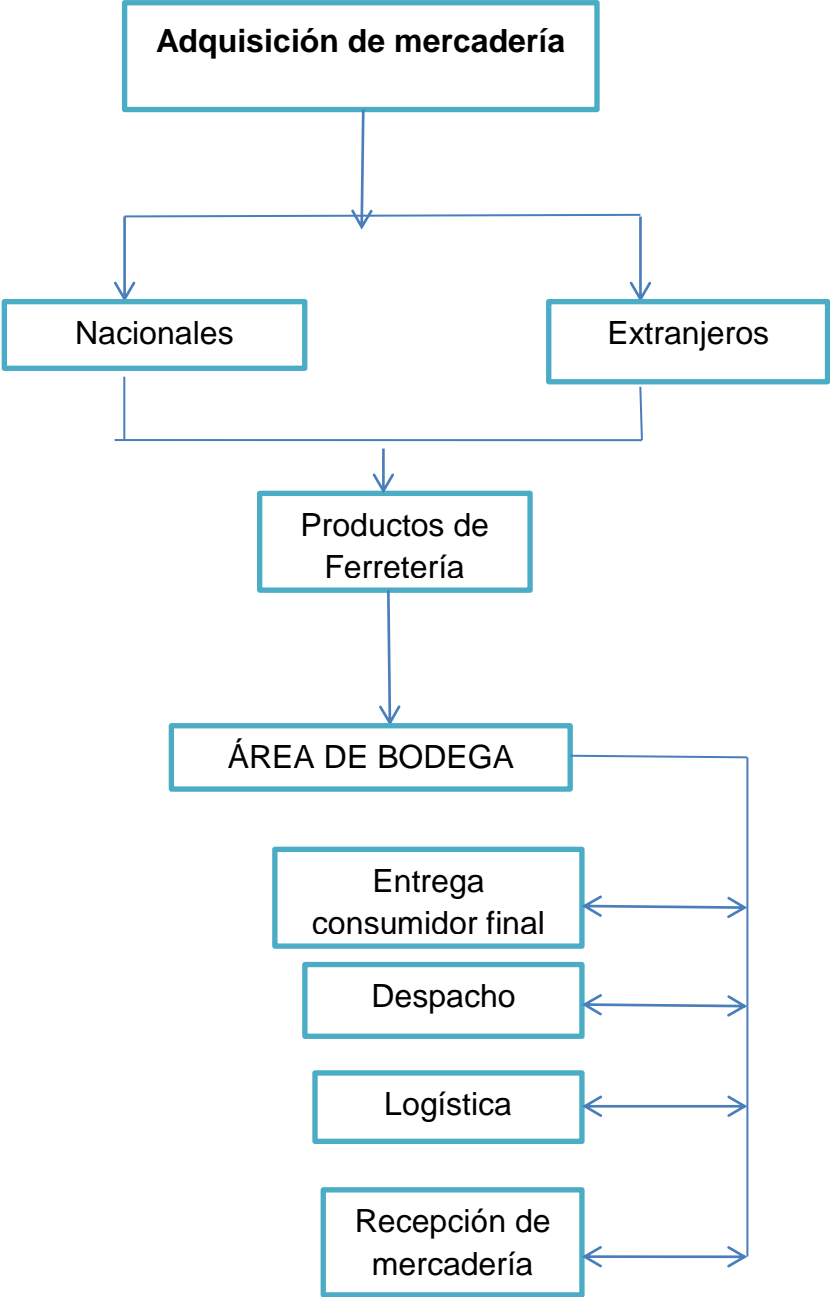 Adquisición de mercadería
Nacionales
Extranjeros
Productos de
Ferretería
ÁREA DE BODEGA
Entrega
consumidor final
Despacho
Logística
Recepción de
mercadería